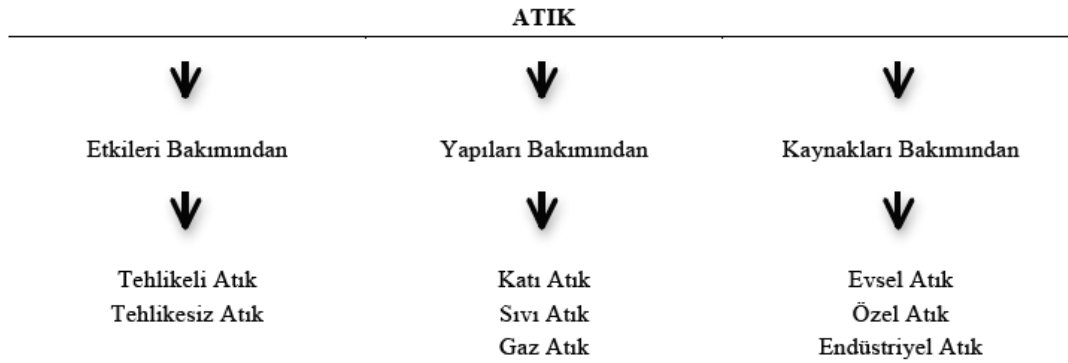 ATIK
Etkileri Bakımından
Yapıları Bakımından
Kaynakları Bakımından
Tehlikeli Atık
Tehlikesiz Atık
Katı Atık
Sıvı Atık
Gaz Atık
Evsel Atık
Özel Atık
Endüstriyel Atık